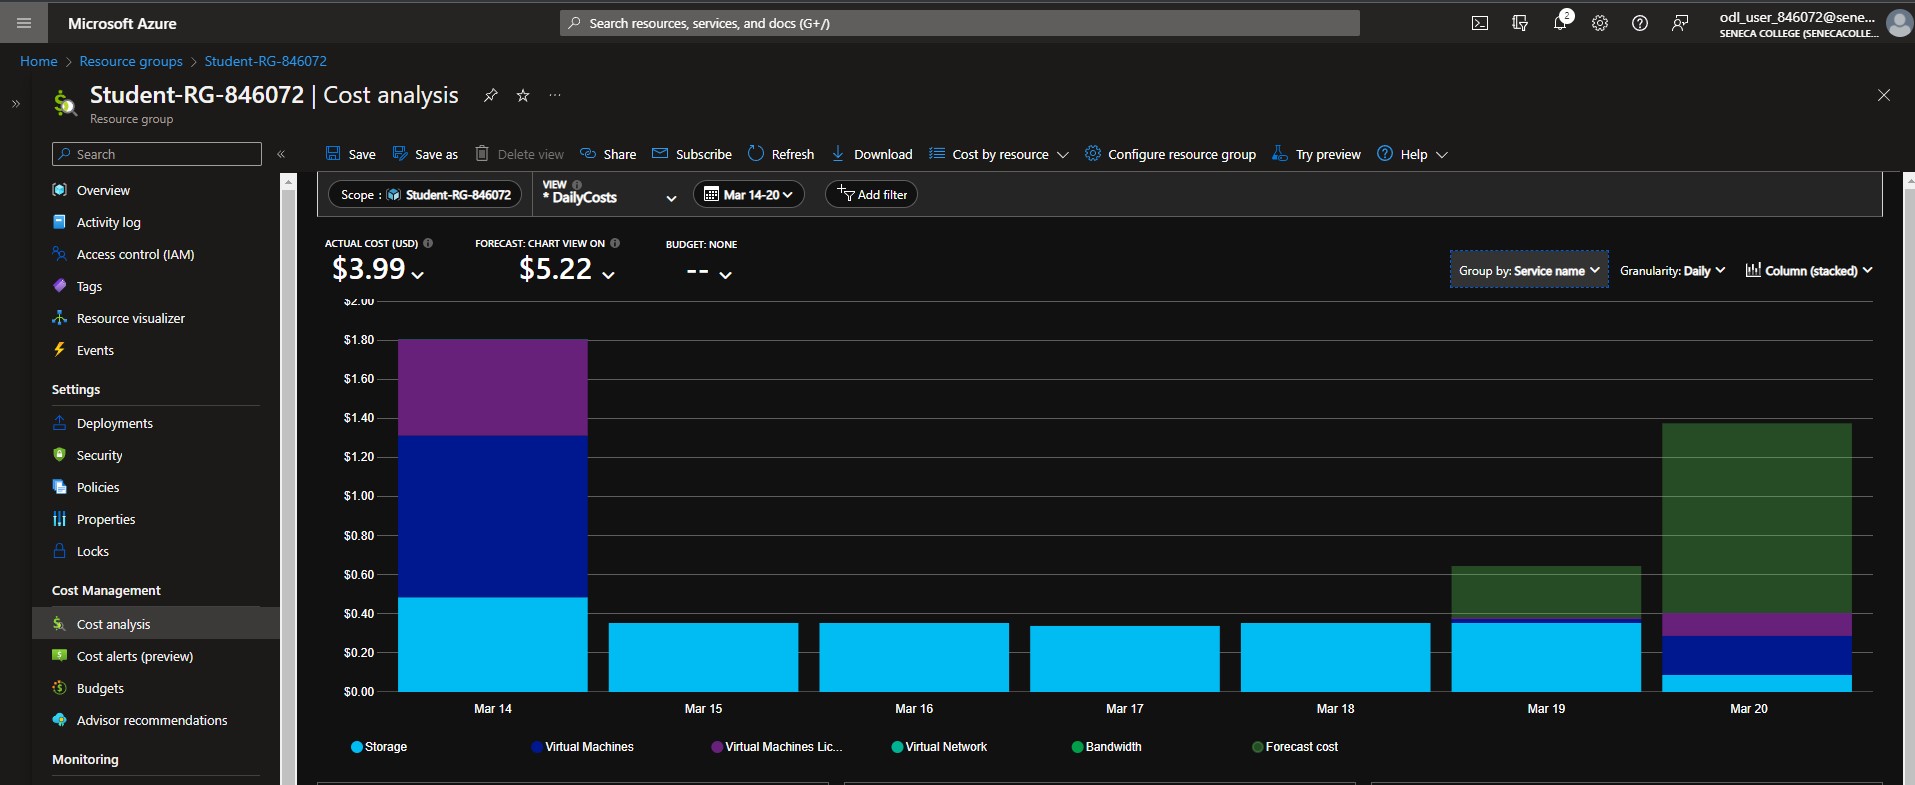 Microsoft Azure
Search resources, services, and docs (G+/)
2
odl_user_846072@sene...
SENECA COLLEGE (SENECACOLLE...
Home > Resource groups > Student-RG-846072
Student-RG-846072 | Cost analysis
Resource group
Search
Save
Save as
Delete view
Share
Subscribe
Refresh
Download
Cost by resource
Configure resource group
Try preview
Help
Overview
Activity log
Access control (IAM)
Tags
Resource visualizer
Events
Settings
Deployments
Security
Policies
Properties
Locks
Cost Management
Cost analysis
Cost alerts (preview)
Budgets
Advisor recommendations
Monitoring
Scope : Student-RG-846072
VIEW
* DailyCosts
Mar 14-20
Add filter
ACTUAL COST (USD)
$3.99
FORECAST: CHART VIEW ON
$5.22
BUDGET: NONE
--
Group by: Service name
Granularity: Daily
Column (stacked)
$2.00
$1.80
$1.60
$1.40
$1.20
$1.00
$0.80
$0.60
$0.40
$0.20
$0.00
Mar 14
Mar 15
Mar 16
Mar 17
Mar 18
Mar 19
Mar 20
Storage
Virtual Machines
Virtual Machines Lic...
Virtual Network
Bandwidth
Forecast cost